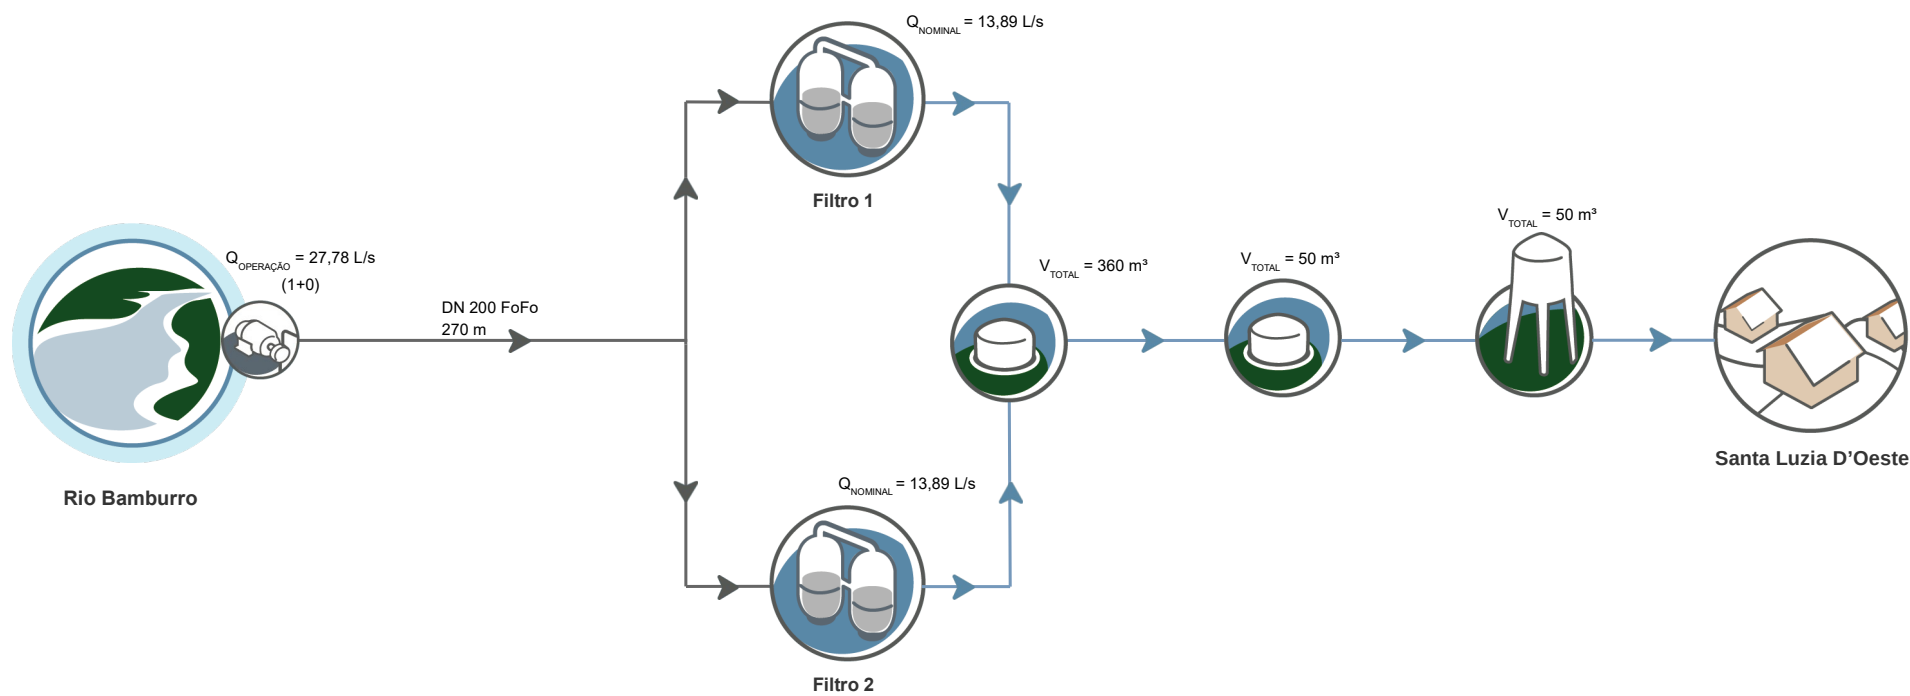 Q_NOMINAL = 13,89 L/s
Filtro 1
Q_OPERAÇÃO = 27,78 L/s
(1+0)
DN 200 FoFo
270 m
V_TOTAL = 360 m³
V_TOTAL = 50 m³
V_TOTAL = 50 m³
Rio Bamburro
Santa Luzia D’Oeste
Q_NOMINAL = 13,89 L/s
Filtro 2